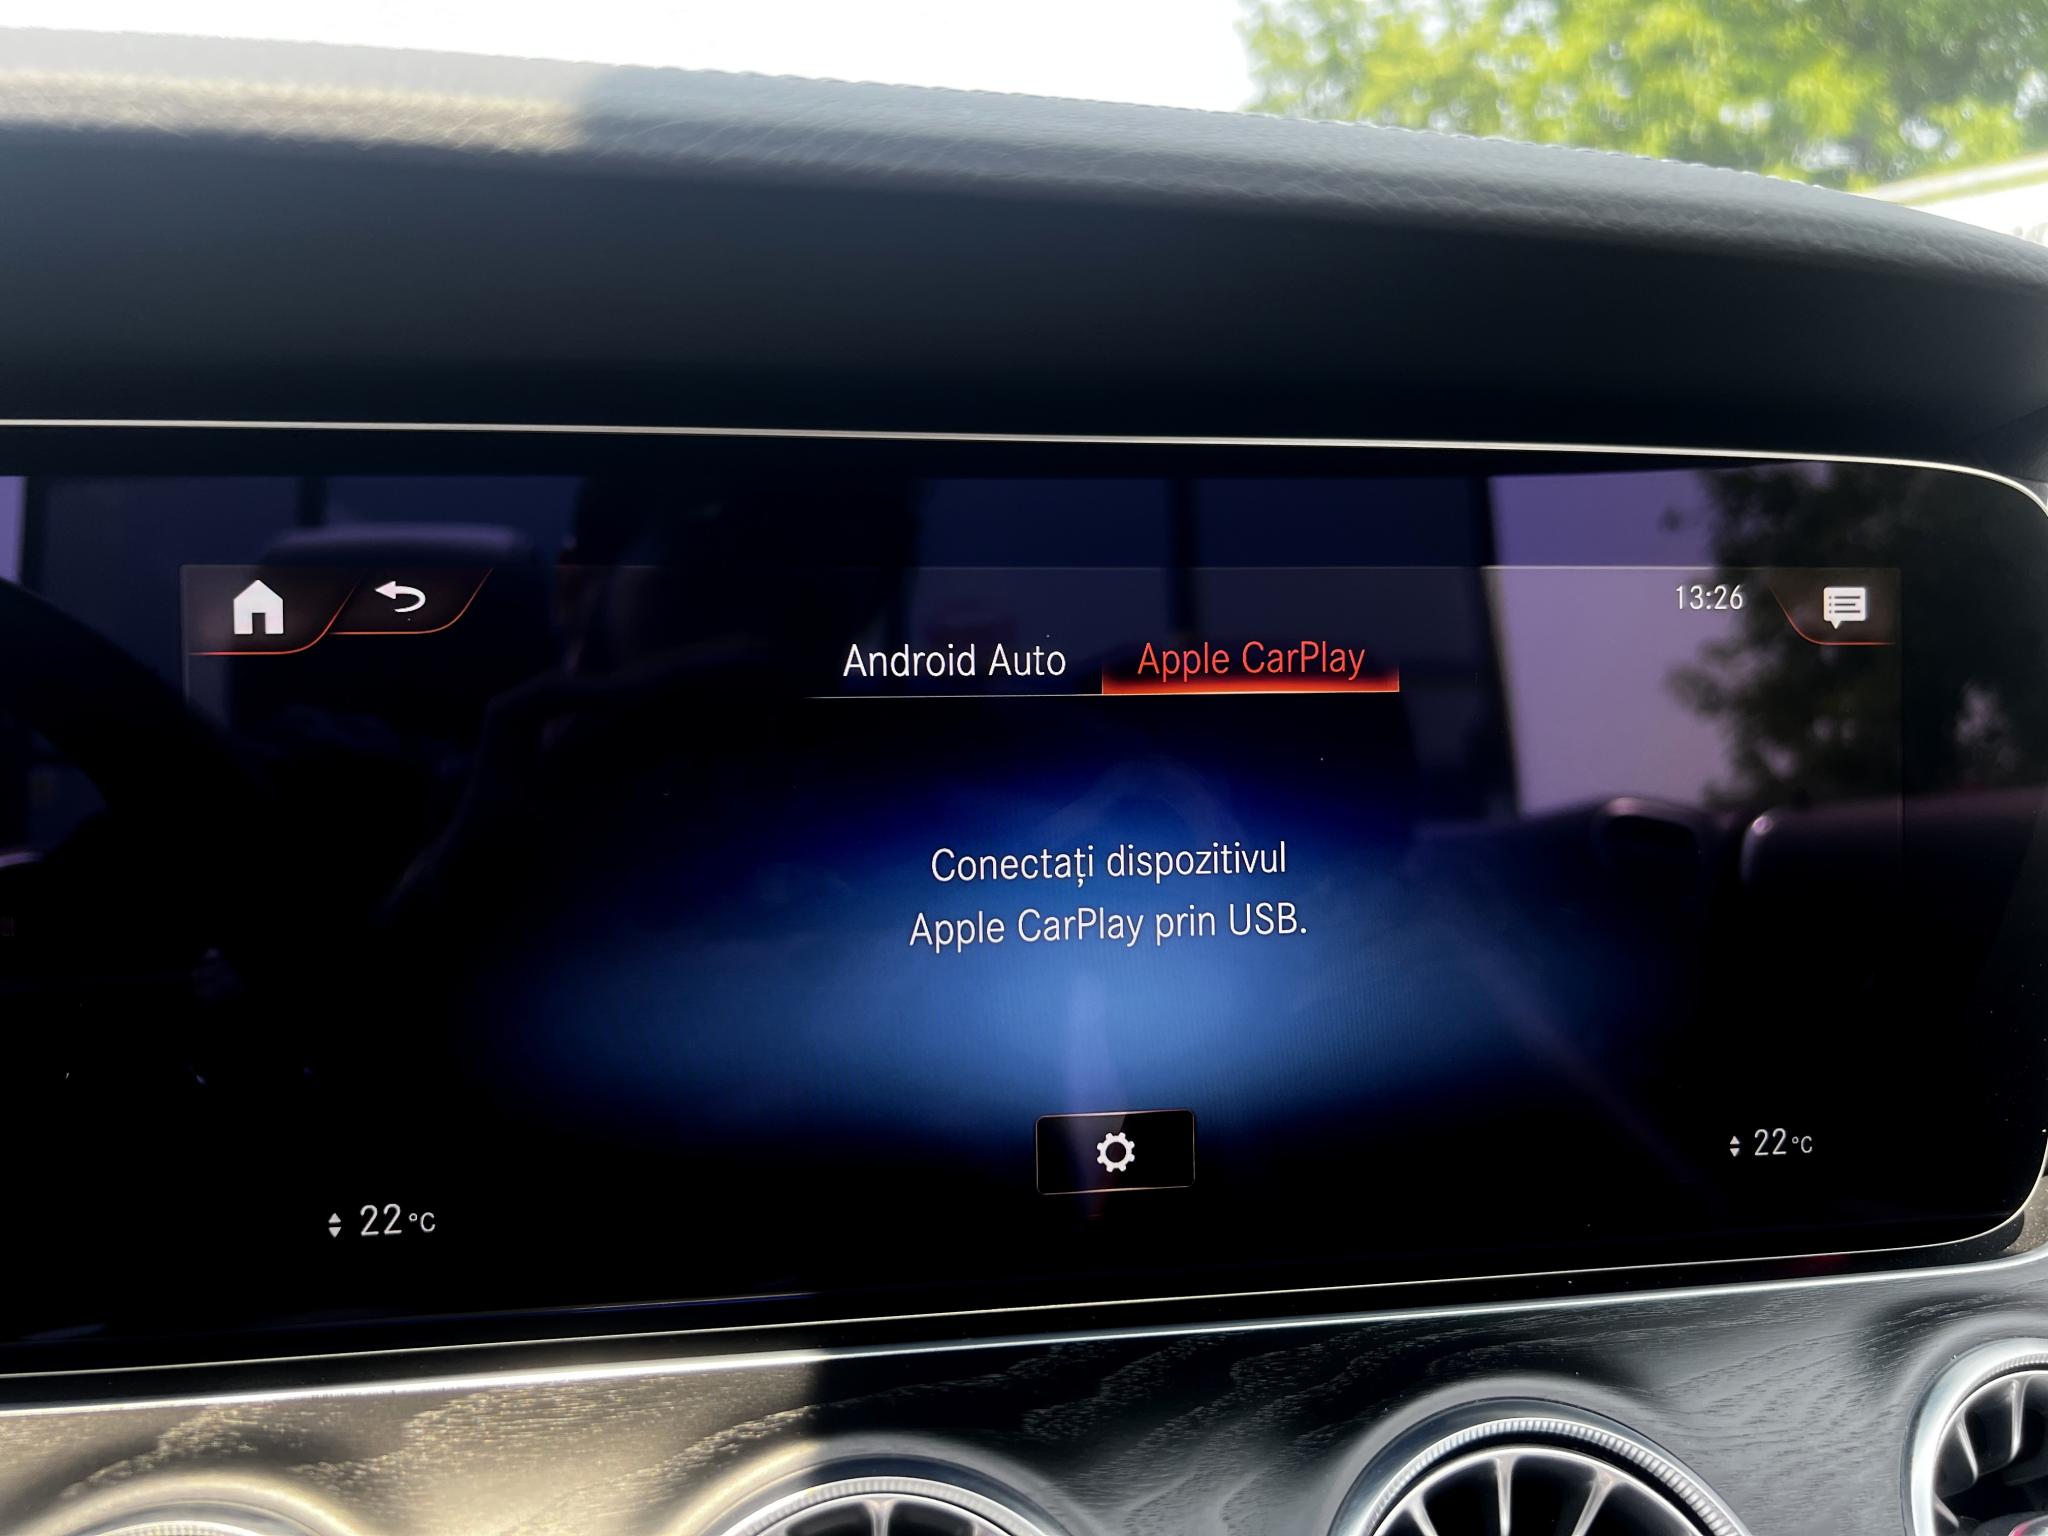 13:26
Android Auto
Apple CarPlay
Conectați dispozitivul
Apple CarPlay prin USB.
22°C
22°C